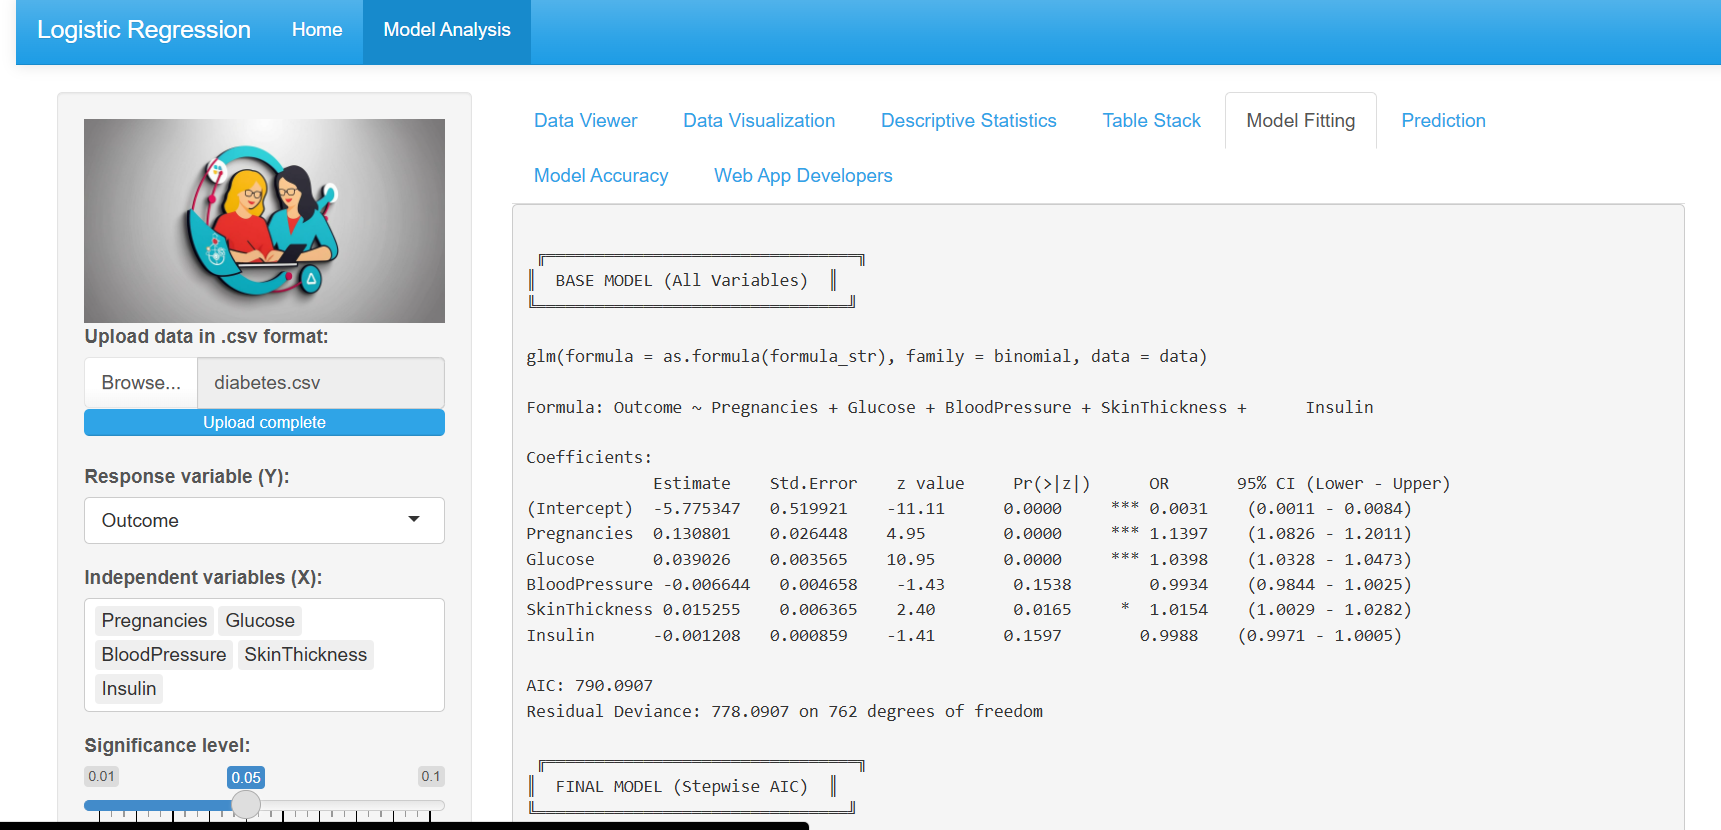 Logistic Regression Home Model Analysis
Data Viewer Data Visualization Descriptive Statistics Table Stack Model Fitting Prediction
Model Accuracy Web App Developers
Upload data in .csv format:
Browse... diabetes.csv
Upload complete
Response variable (Y):
Outcome
Independent variables (X):
Pregnancies Glucose
BloodPressure SkinThickness
Insulin
Significance level:
0.01 0.05 0.1
BASE MODEL (All Variables)
glm(formula = as.formula(formula_str), family = binomial, data = data)
Formula: Outcome ~ Pregnancies + Glucose + BloodPressure + SkinThickness + Insulin
Coefficients:
Estimate Std.Error z value Pr(>|z|) OR 95% CI (Lower - Upper)
(Intercept) -5.775347 0.519921 -11.11 0.0000 *** 0.0031 (0.0011 - 0.0084)
Pregnancies 0.130801 0.026448 4.95 0.0000 *** 1.1397 (1.0826 - 1.2011)
Glucose 0.039026 0.003565 10.95 0.0000 *** 1.0398 (1.0328 - 1.0473)
BloodPressure -0.006644 0.004658 -1.43 0.1538 0.9934 (0.9844 - 1.0025)
SkinThickness 0.015255 0.006365 2.40 0.0165 * 1.0154 (1.0029 - 1.0282)
Insulin -0.001208 0.000859 -1.41 0.1597 0.9988 (0.9971 - 1.0005)
AIC: 790.0907
Residual Deviance: 778.0907 on 762 degrees of freedom
FINAL MODEL (Stepwise AIC)